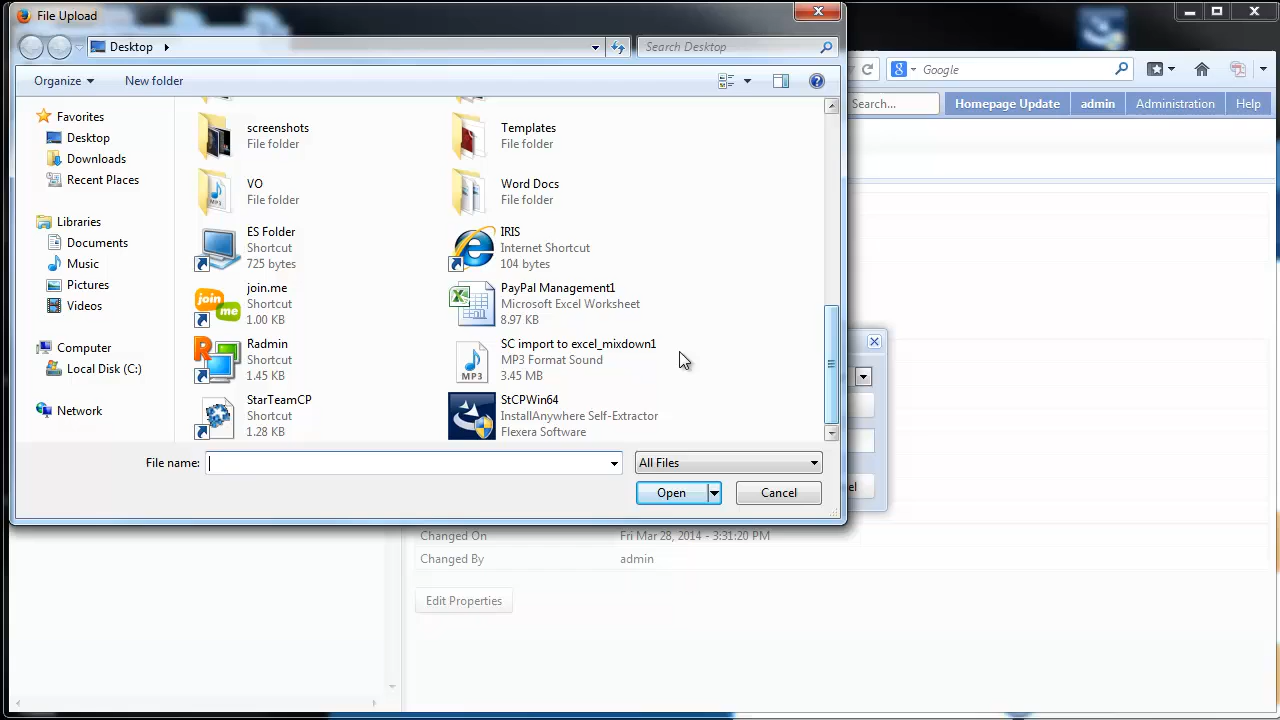 File Upload
Desktop
Search Desktop
Organize
New folder
Google
Search...
Homepage Update
admin
Administration
Help
Favorites
Desktop
Downloads
Recent Places
Libraries
Documents
Music
Pictures
Videos
Computer
Local Disk (C:)
Network
screenshots
File folder
Templates
File folder
VO
File folder
Word Docs
File folder
ES Folder
Shortcut
725 bytes
IRIS
Internet Shortcut
104 bytes
join.me
Shortcut
1.00 KB
PayPal Management1
Microsoft Excel Worksheet
8.97 KB
Radmin
Shortcut
1.45 KB
SC import to excel_mixdown1
MP3 Format Sound
3.45 MB
StarTeamCP
Shortcut
1.28 KB
StCPWin64
InstallAnywhere Self-Extractor
Flexera Software
File name:
All Files
Open
Cancel
el
Changed On
Fri Mar 28, 2014 - 3:31:20 PM
Changed By
admin
Edit Properties